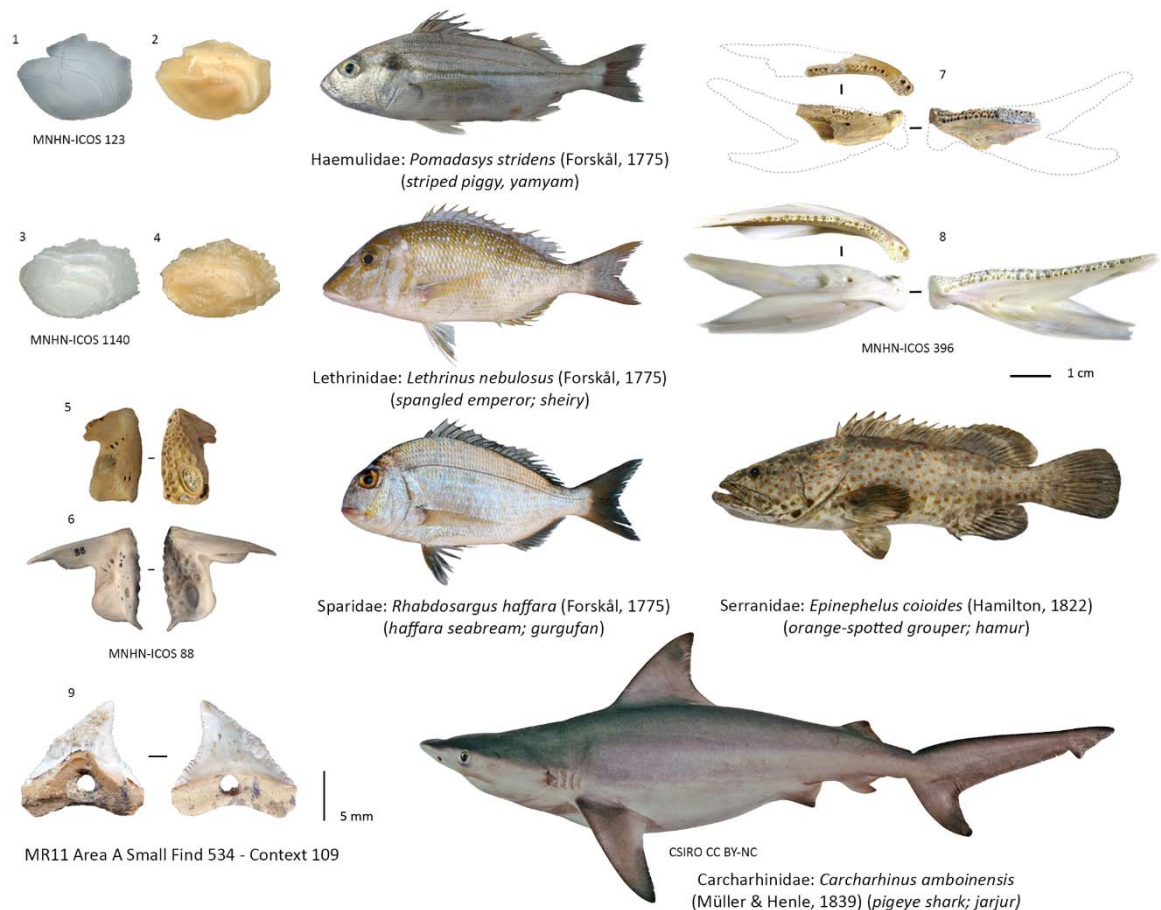 1
2
MNHN-ICOS 123
Haemulidae: Pomadasys stridens (Forskål, 1775)
(striped piggy, yamyam)
7
3
4
MNHN-ICOS 1140
Lethrinidae: Lethrinus nebulosus (Forskål, 1775)
(spangled emperor; sheiry)
8
MNHN-ICOS 396
1 cm
5
6
88
MNHN-ICOS 88
Sparidae: Rhabdosargus haffara (Forskål, 1775)
(haffara seabream; gurgufan)
Serranidae: Epinephelus coioides (Hamilton, 1822)
(orange-spotted grouper; hamur)
9
5 mm
MR11 Area A Small Find 534 - Context 109
CSIRO CC BY-NC
Carcharhinidae: Carcharhinus amboinensis
(Müller & Henle, 1839) (pigeye shark; jarjur)